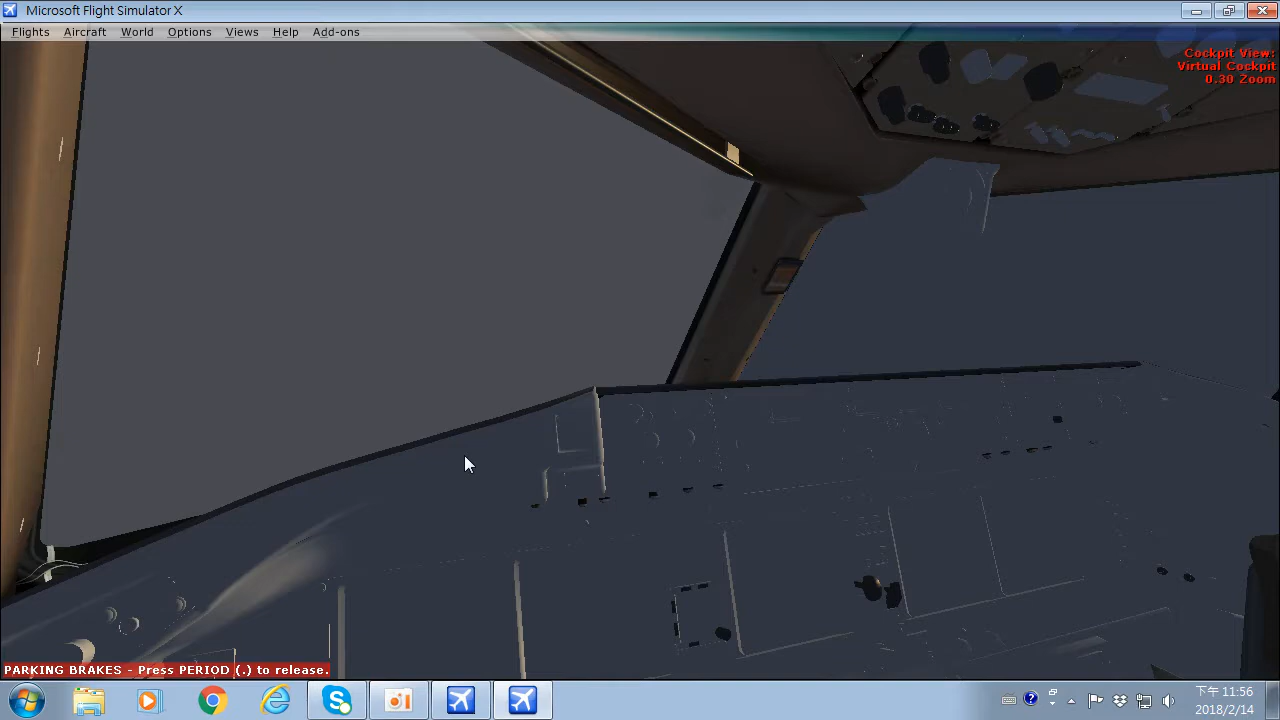 Microsoft Flight Simulator X
Flights Aircraft World Options Views Help Add-ons
Cockpit View:
Virtual Cockpit
0.30 Zoom
PARKING BRAKES - Press PERIOD (.) to release.
下午 11:56
2018/2/14